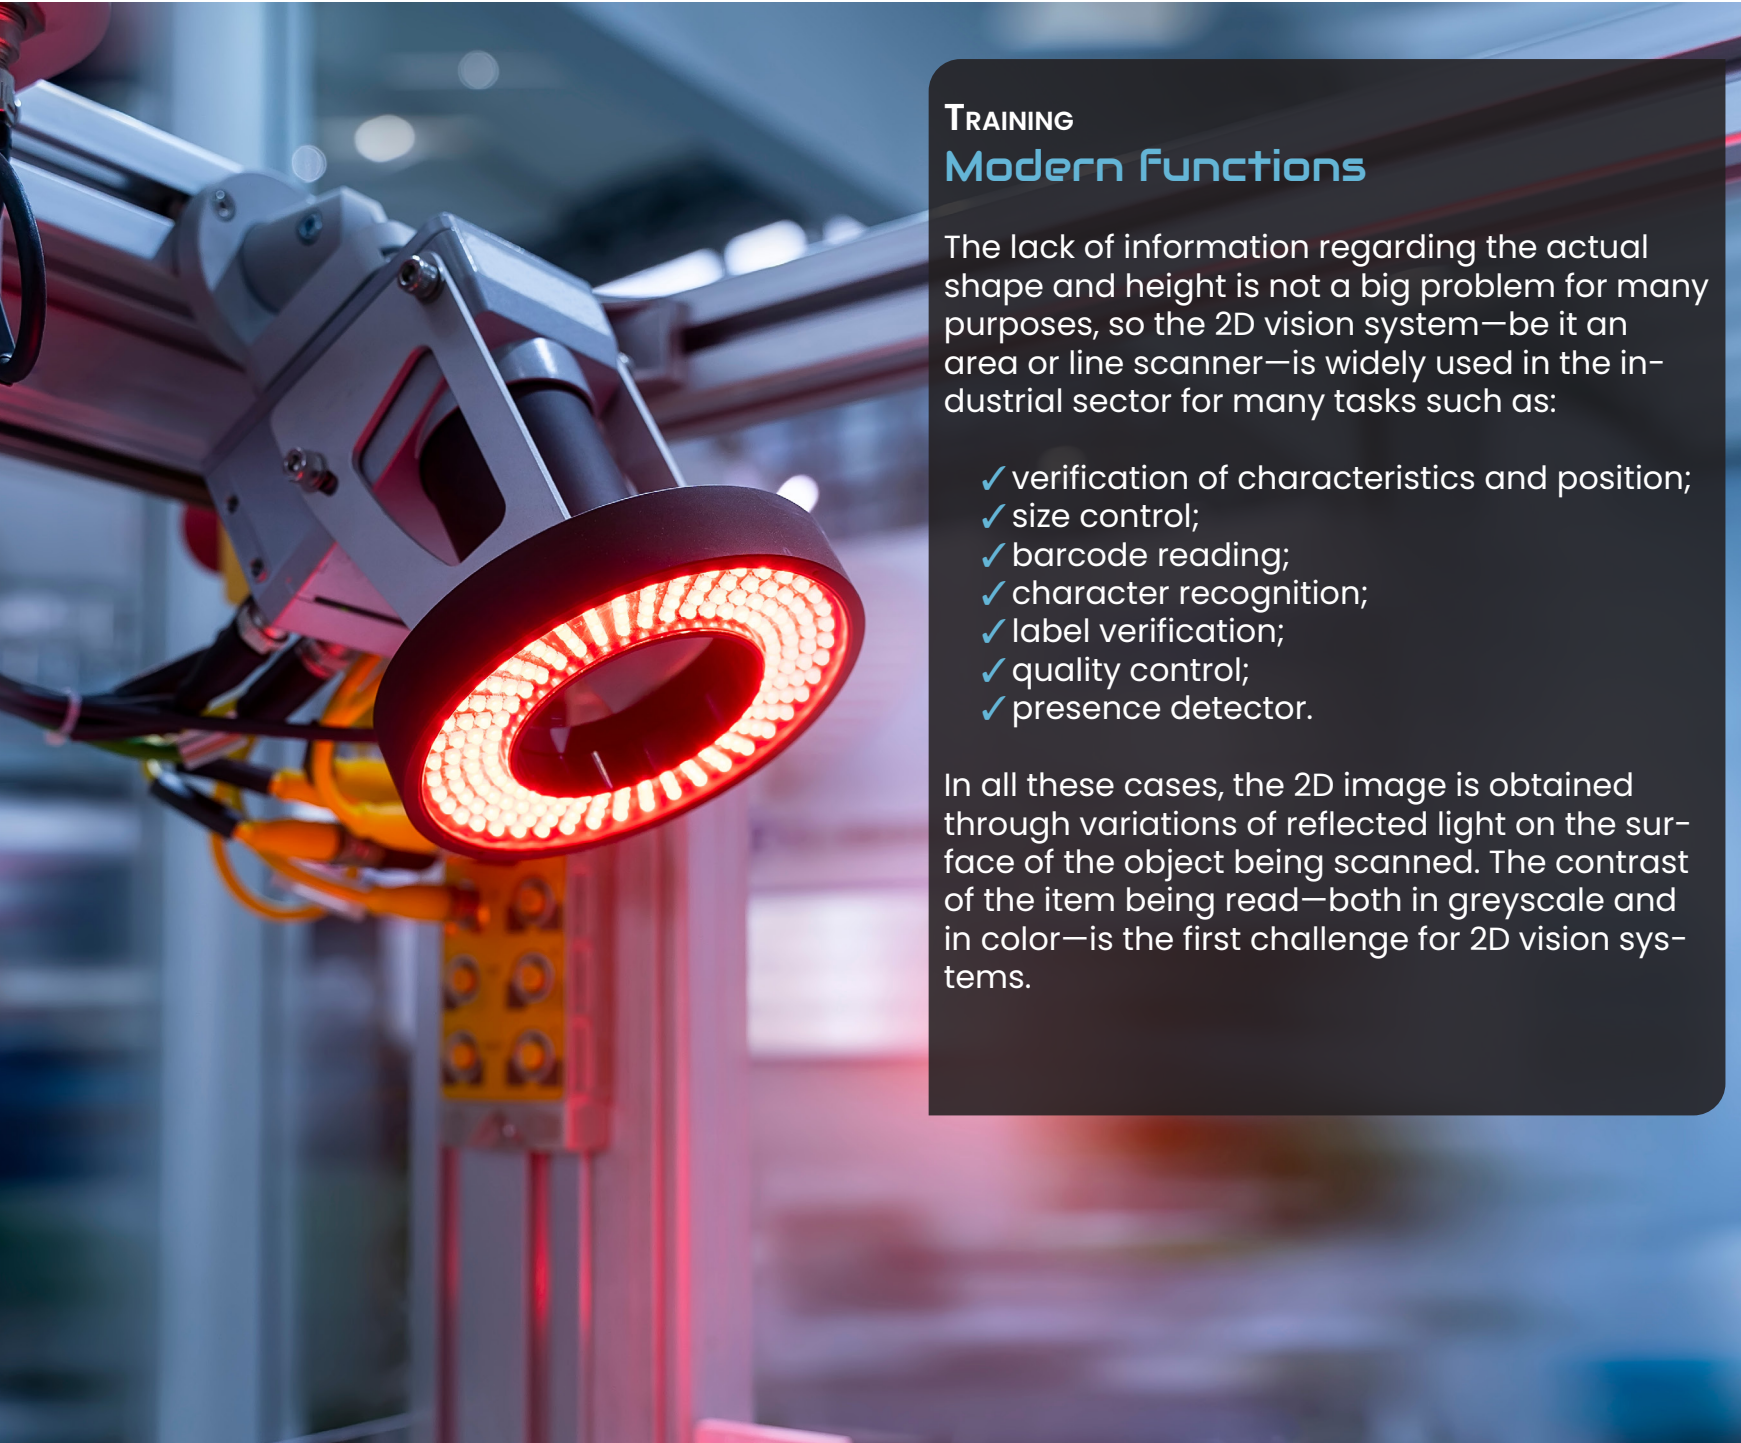 Training
Modern Functions
The lack of information regarding the actual
shape and height is not a big problem for many
purposes, so the 2D vision system—be it an
area or line scanner—is widely used in the in-
dustrial sector for many tasks such as:
✓ verification of characteristics and position;
✓ size control;
✓ barcode reading;
✓ character recognition;
✓ label verification;
✓ quality control;
✓ presence detector.
In all these cases, the 2D image is obtained
through variations of reflected light on the sur-
face of the object being scanned. The contrast
of the item being read—both in greyscale and
in color—is the first challenge for 2D vision sys-
tems.